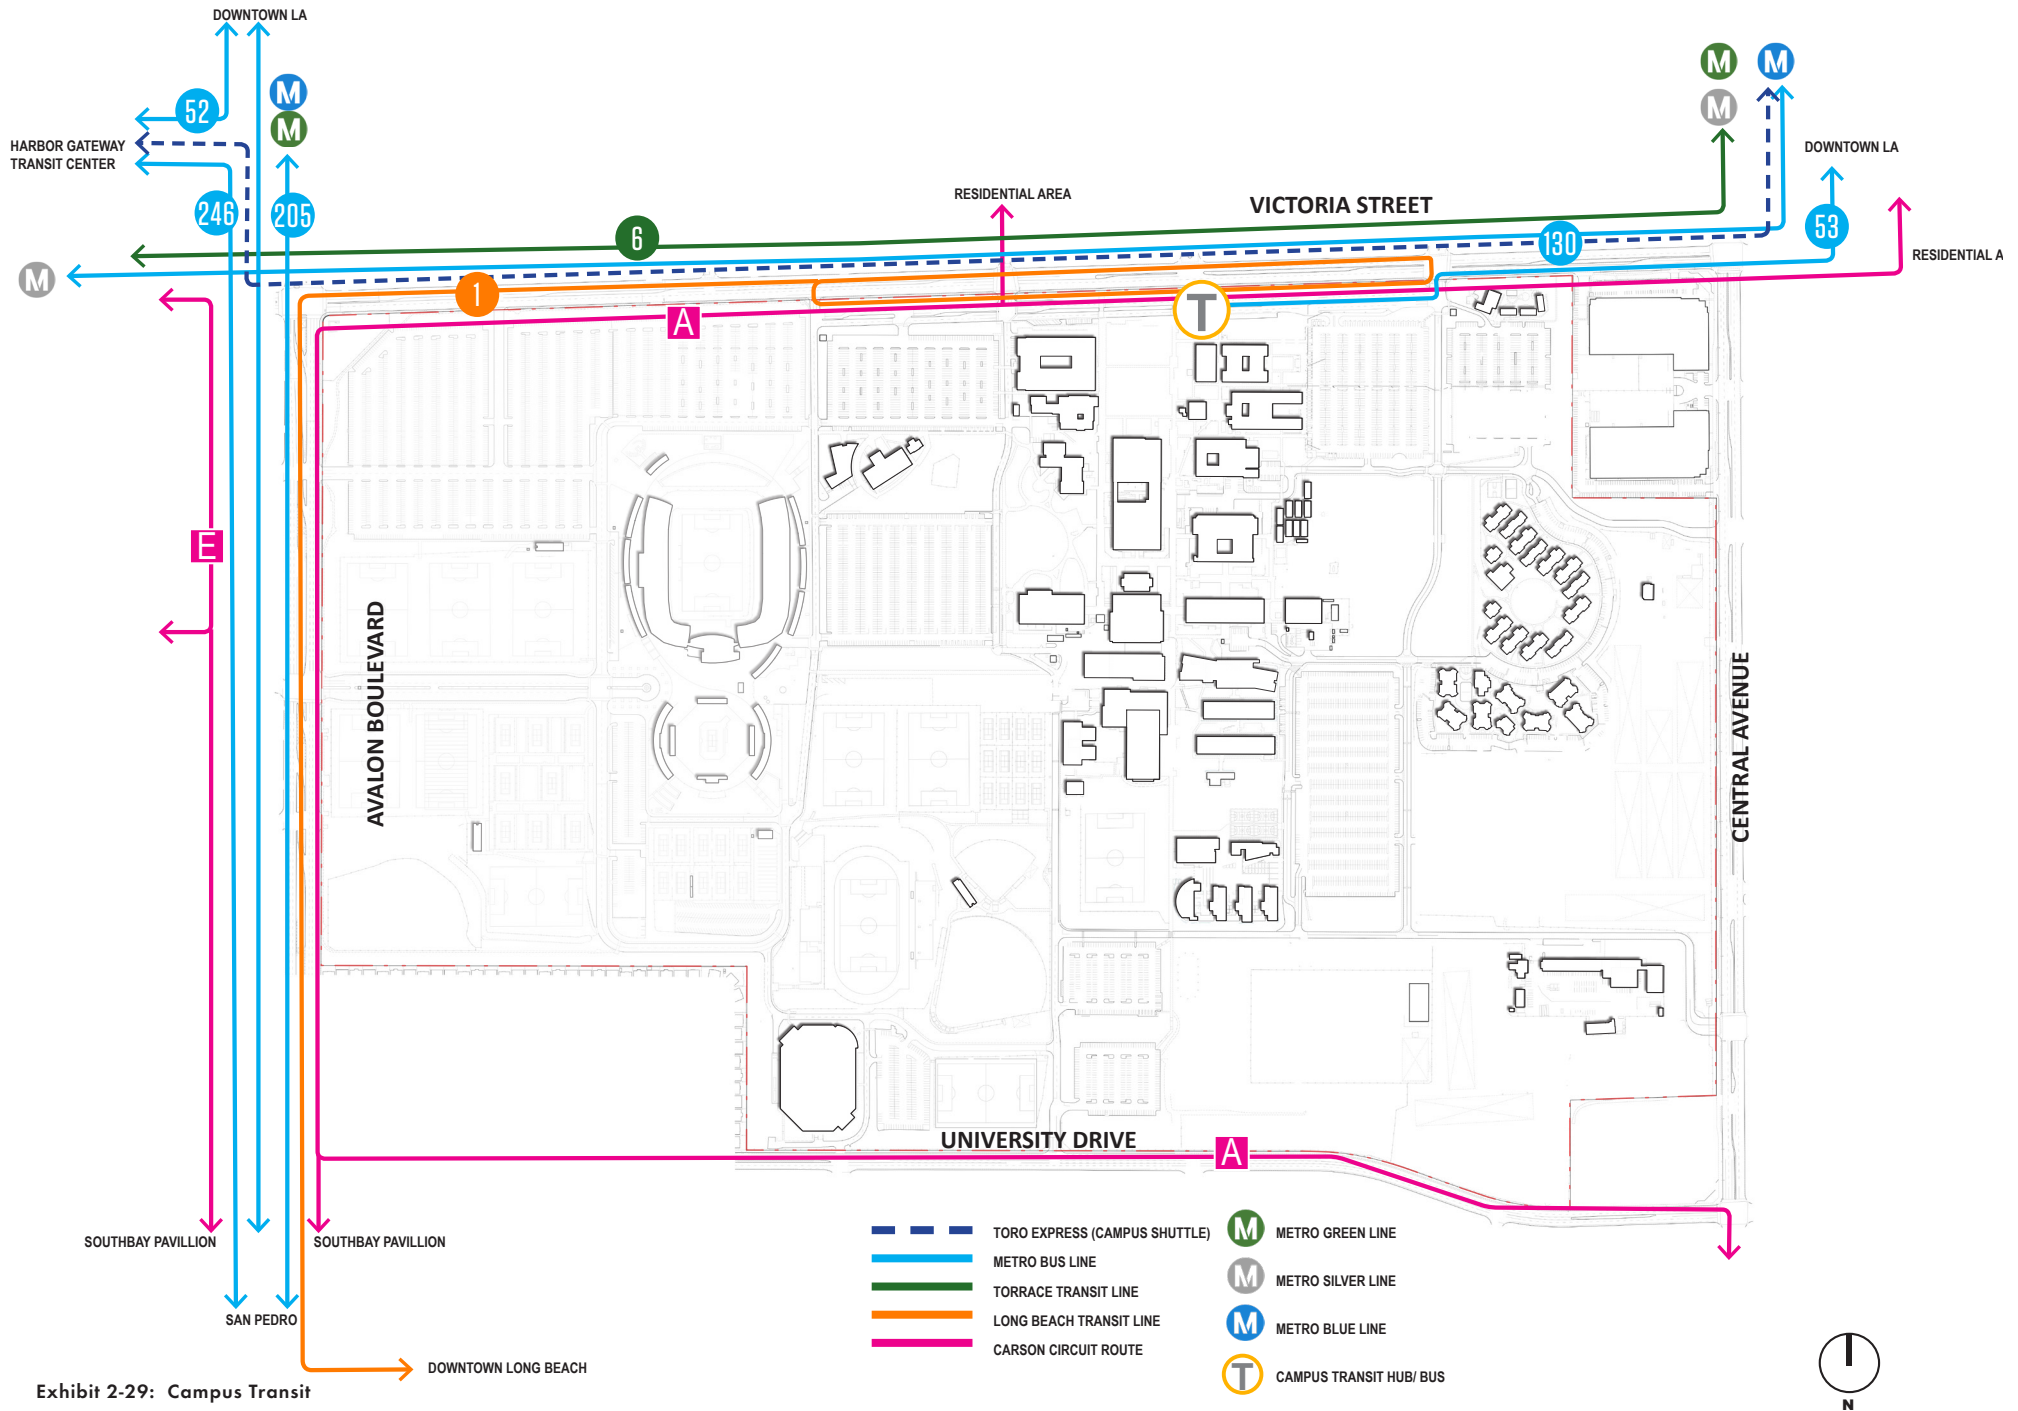 DOWNTOWN LA
M
M
M
M
52
M
M
HARBOR GATEWAY
TRANSIT CENTER
DOWNTOWN LA
246
205
RESIDENTIAL AREA
VICTORIA STREET
6
130
53
RESIDENTIAL A
M
1
T
A
E
AVALON BOULEVARD
CENTRAL AVENUE
UNIVERSITY DRIVE
A
SOUTHBAY PAVILLION
SOUTHBAY PAVILLION
SAN PEDRO
DOWNTOWN LONG BEACH
TORO EXPRESS (CAMPUS SHUTTLE)
METRO BUS LINE
TORRACE TRANSIT LINE
LONG BEACH TRANSIT LINE
CARSON CIRCUIT ROUTE
M METRO GREEN LINE
M METRO SILVER LINE
M METRO BLUE LINE
T CAMPUS TRANSIT HUB/ BUS
N
Exhibit 2-29: Campus Transit